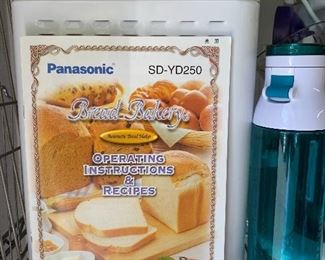 Panasonic SD-YD250
Bread Bakery
Automatic Bread Maker
OPERATING
INSTRUCTIONS
&
RECIPES